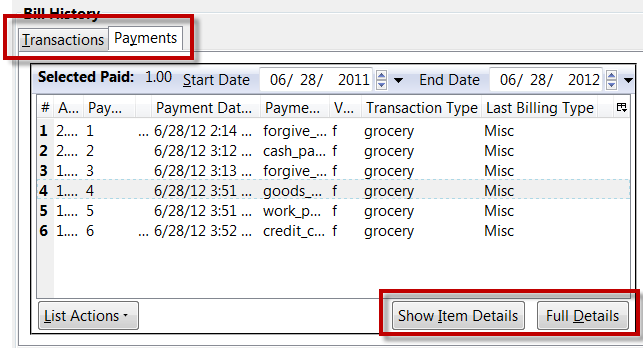 Bill History
Transactions Payments
Selected Paid: 1.00 Start Date 06/ 28/ 2011 End Date 06/ 28/ 2012
# A... Pay... Payment Dat... Payme... V... Transaction Type Last Billing Type
1 2.... 1 ... 6/28/12 2:14 ... forgive_... f grocery Misc
2 2.... 2 6/28/12 3:12 ... cash_pa... f grocery Misc
3 1.... 3 6/28/12 3:13 ... forgive_... f grocery Misc
4 1.... 4 6/28/12 3:51 ... goods_... f grocery Misc
5 1.... 5 ... 6/28/12 3:51 ... work_p... f grocery Misc
6 1.... 6 ... 6/28/12 3:52 ... credit_c... f grocery Misc
List Actions Show Item Details Full Details